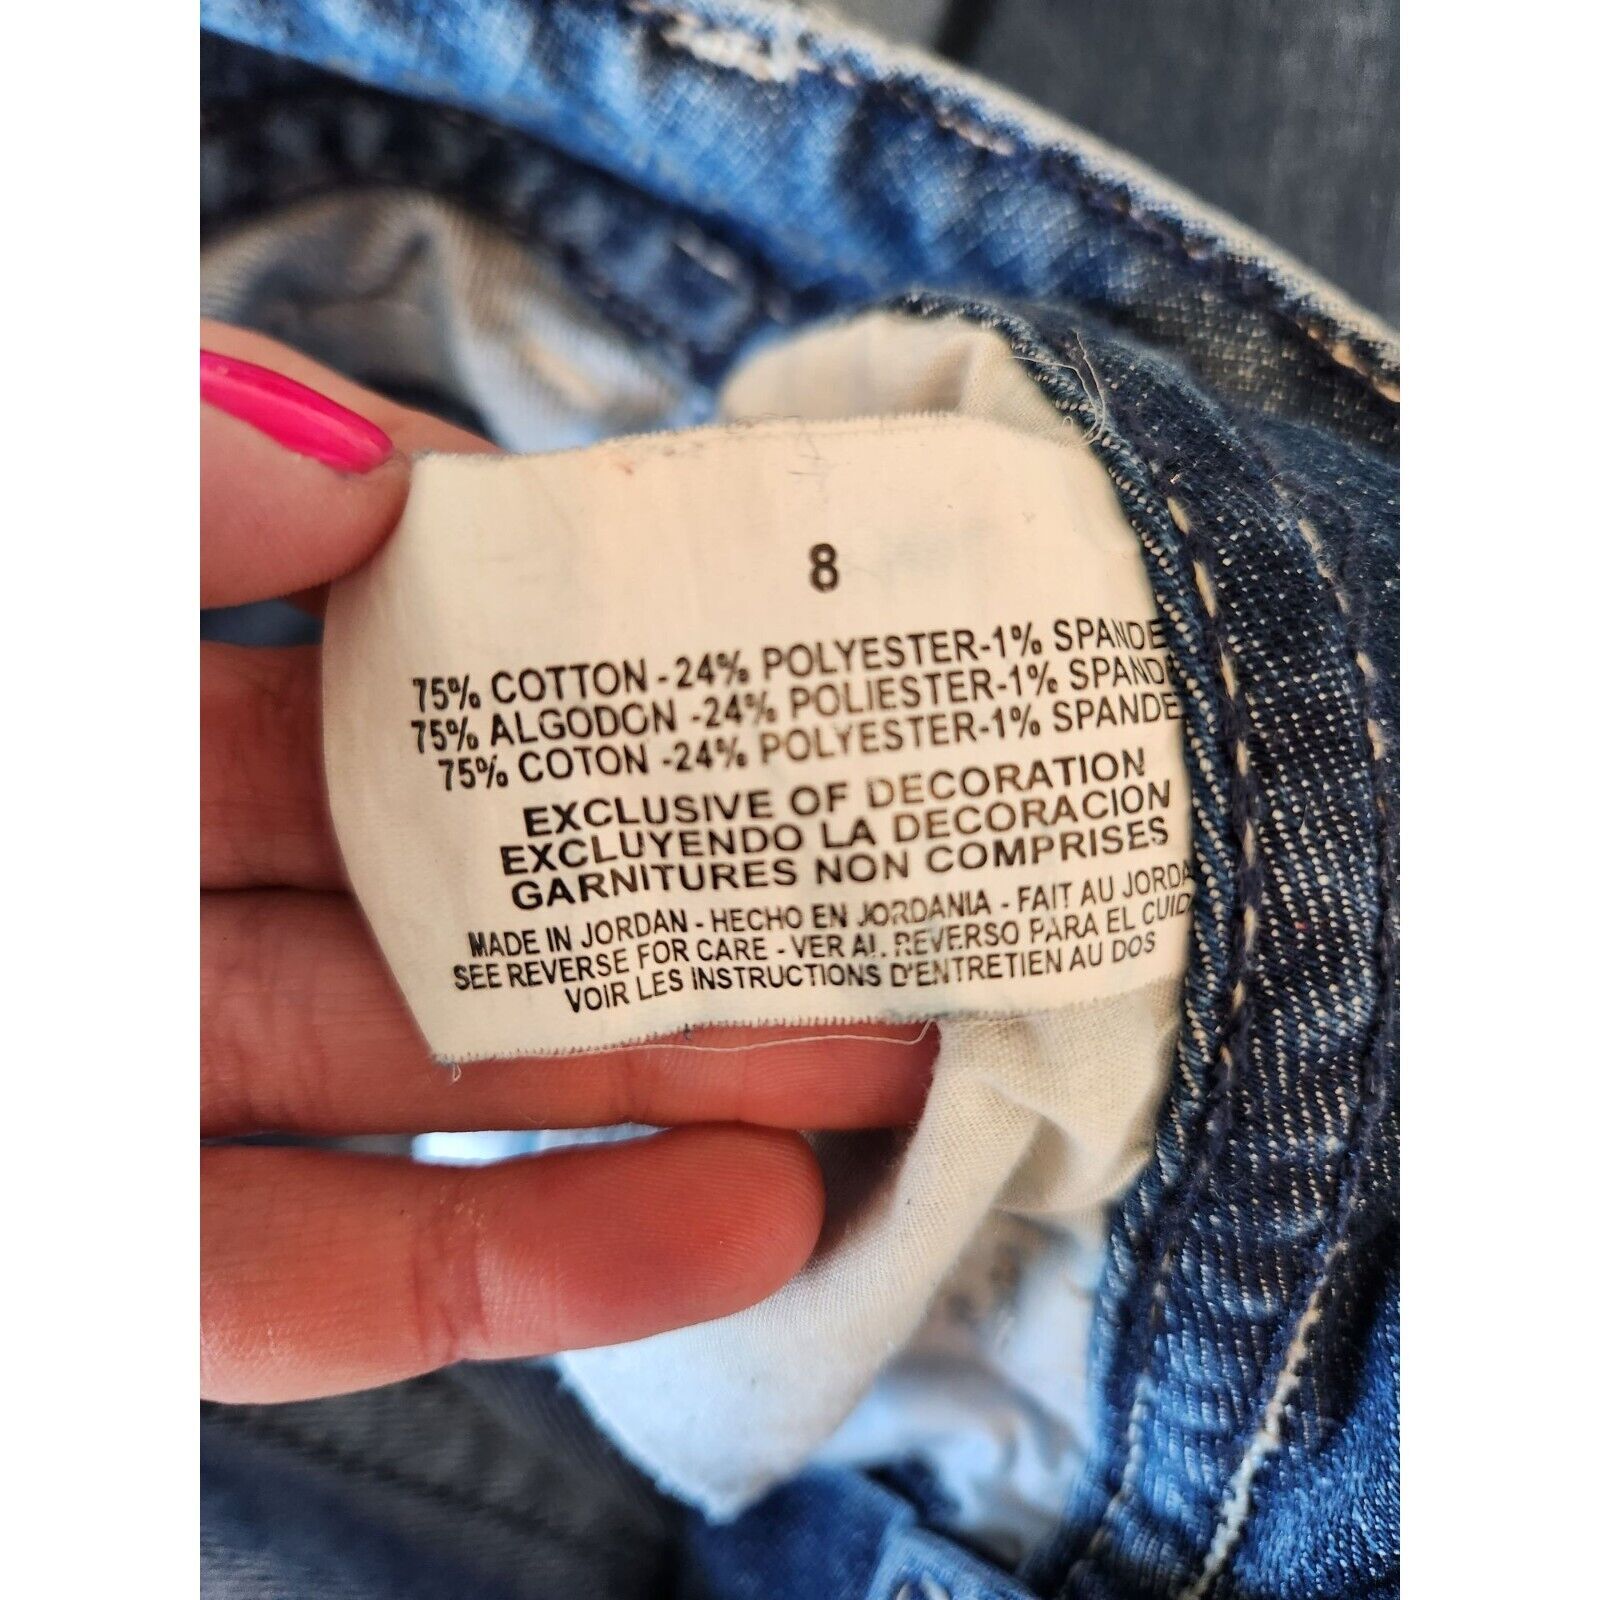 8
75% COTTON -24% POLYESTER-1% SPANDE
75% ALGODON -24% POLIESTER-1% SPANDE
75% COTON -24% POLYESTER-1% SPANDE
EXCLUSIVE OF DECORATION
EXCLUYENDO LA DECORACION
GARNITURES NON COMPRISES
MADE IN JORDAN - HECHO EN JORDANIA - FAIT AU JORDA
SEE REVERSE FOR CARE - VER AL REVERSO PARA EL CUID
VOIR LES INSTRUCTIONS D'ENTRETIEN AU DOS